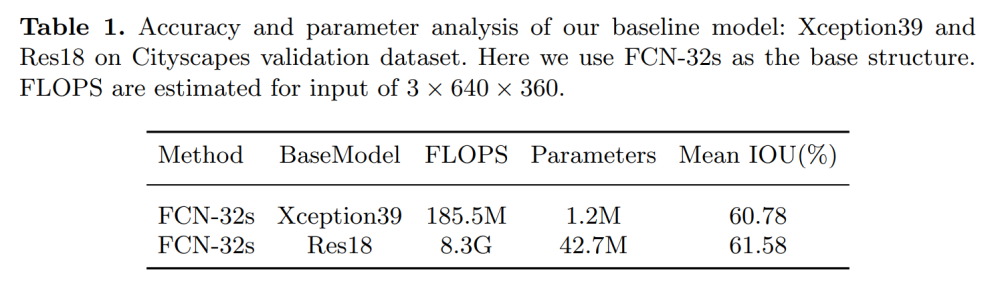 Table 1. Accuracy and parameter analysis of our baseline model: Xception39 and
Res18 on Cityscapes validation dataset. Here we use FCN-32s as the base structure.
FLOPS are estimated for input of 3 × 640 × 360.
Method BaseModel FLOPS Parameters Mean IOU(%)
FCN-32s Xception39 185.5M 1.2M 60.78
FCN-32s Res18 8.3G 42.7M 61.58